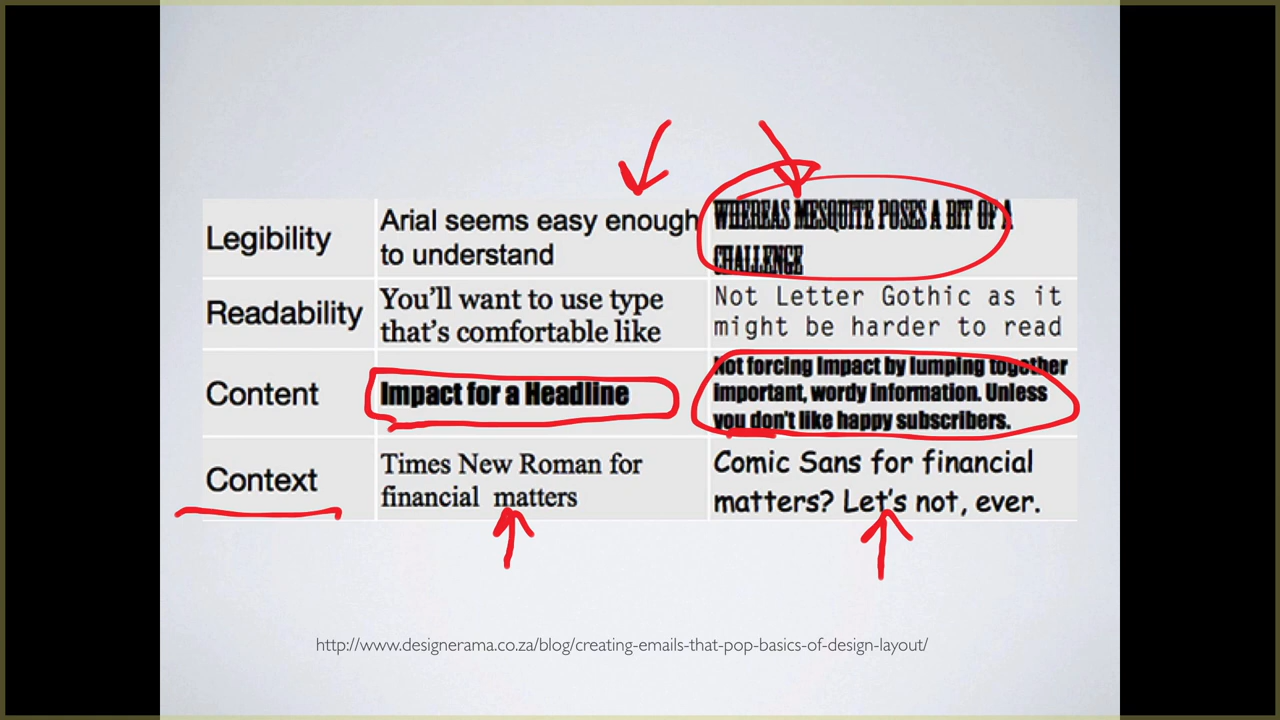 Legibility
Arial seems easy enough
to understand
WHEREAS MESQUITE POSES A BIT OF A
CHALLENGE
Readability
You'll want to use type
that's comfortable like
Not Letter Gothic as it
might be harder to read
Content
Impact for a Headline
Not forcing Impact by lumping together
important, wordy information. Unless
you don't like happy subscribers.
Context
Times New Roman for
financial matters
Comic Sans for financial
matters? Let's not, ever.
http://www.designerama.co.za/blog/creating-emails-that-pop-basics-of-design-layout/